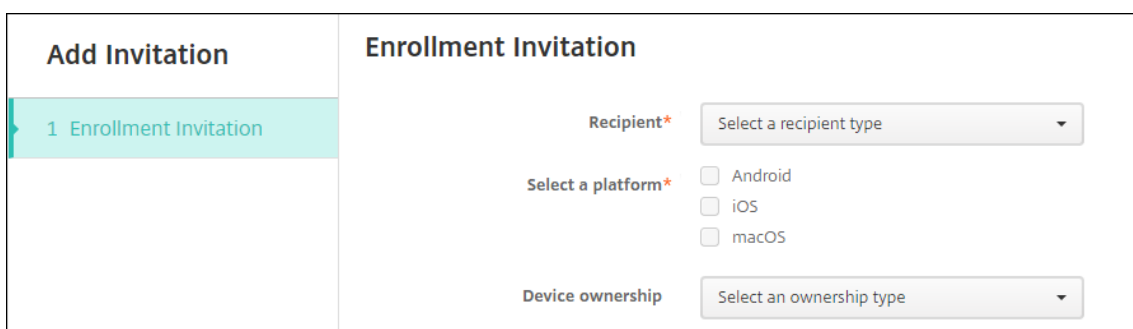 Add Invitation
1 Enrollment Invitation
Enrollment Invitation
Recipient* Select a recipient type
Select a platform* Android
iOS
macOS
Device ownership Select an ownership type